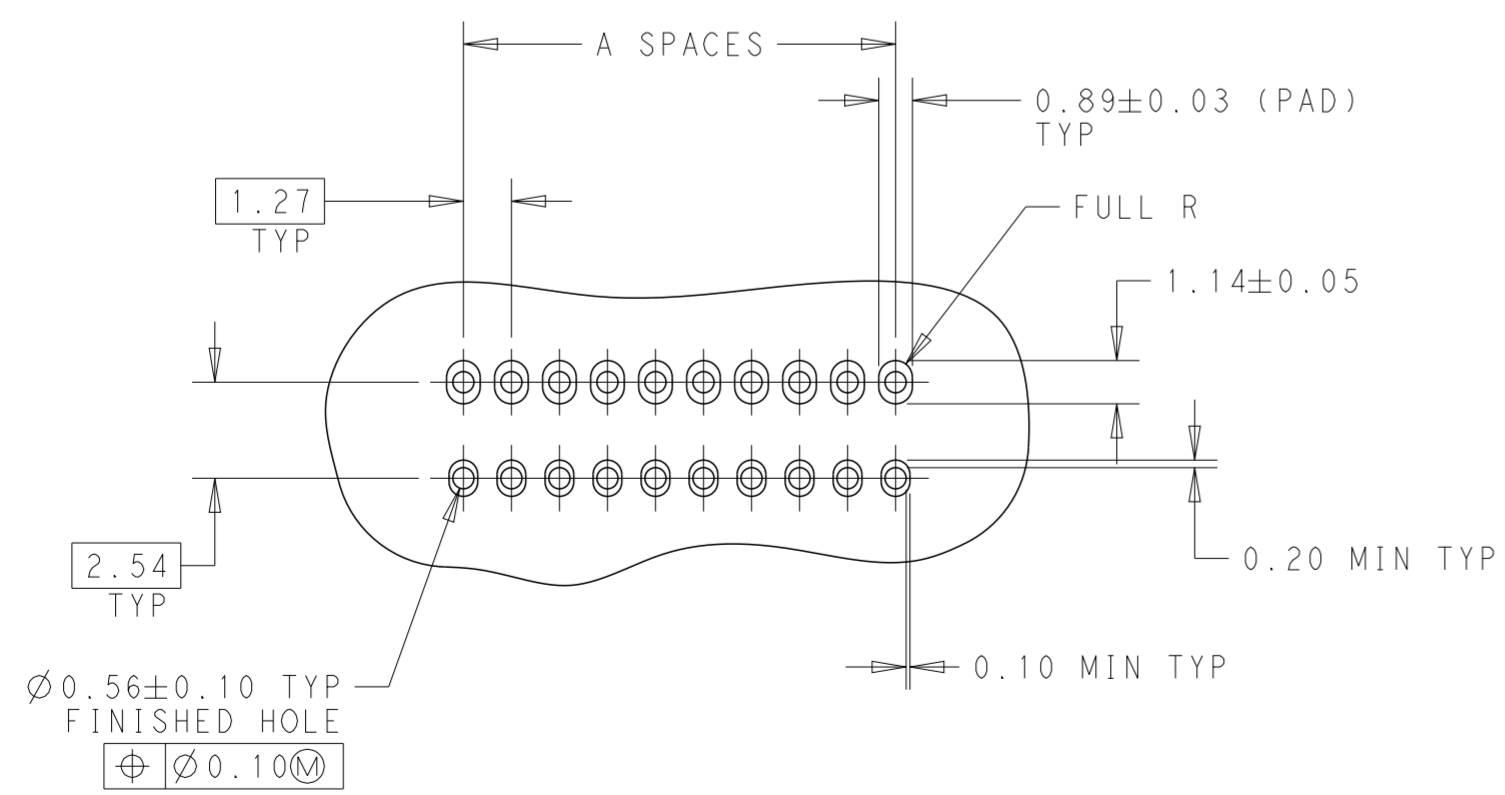 A SPACES
0.89±0.03 (PAD)
TYP
1.27
TYP
FULL R
1.14±0.05
2.54
TYP
0.20 MIN TYP
0.10 MIN TYP
⌀0.56±0.10 TYP
FINISHED HOLE
⌖ ⌀0.10Ⓜ